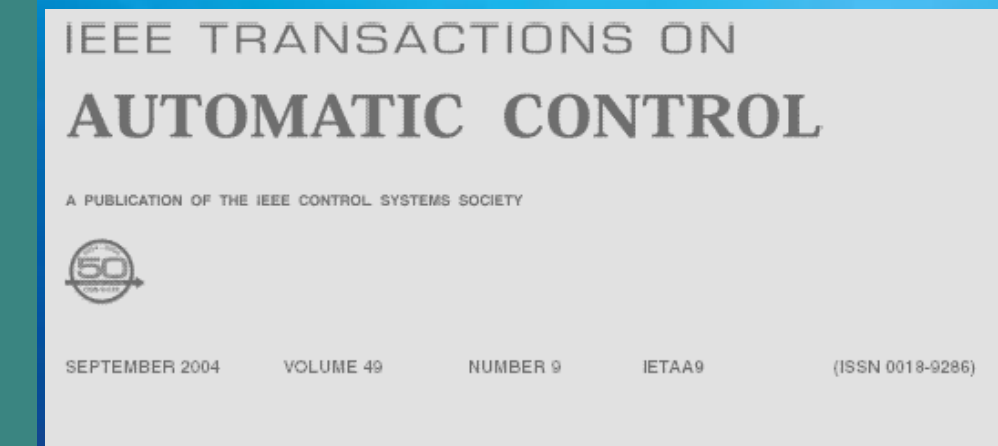 IEEE TRANSACTIONS ON
AUTOMATIC CONTROL
A PUBLICATION OF THE IEEE CONTROL SYSTEMS SOCIETY
50
SEPTEMBER 2004 VOLUME 49 NUMBER 9 IETAA9 (ISSN 0018-9286)